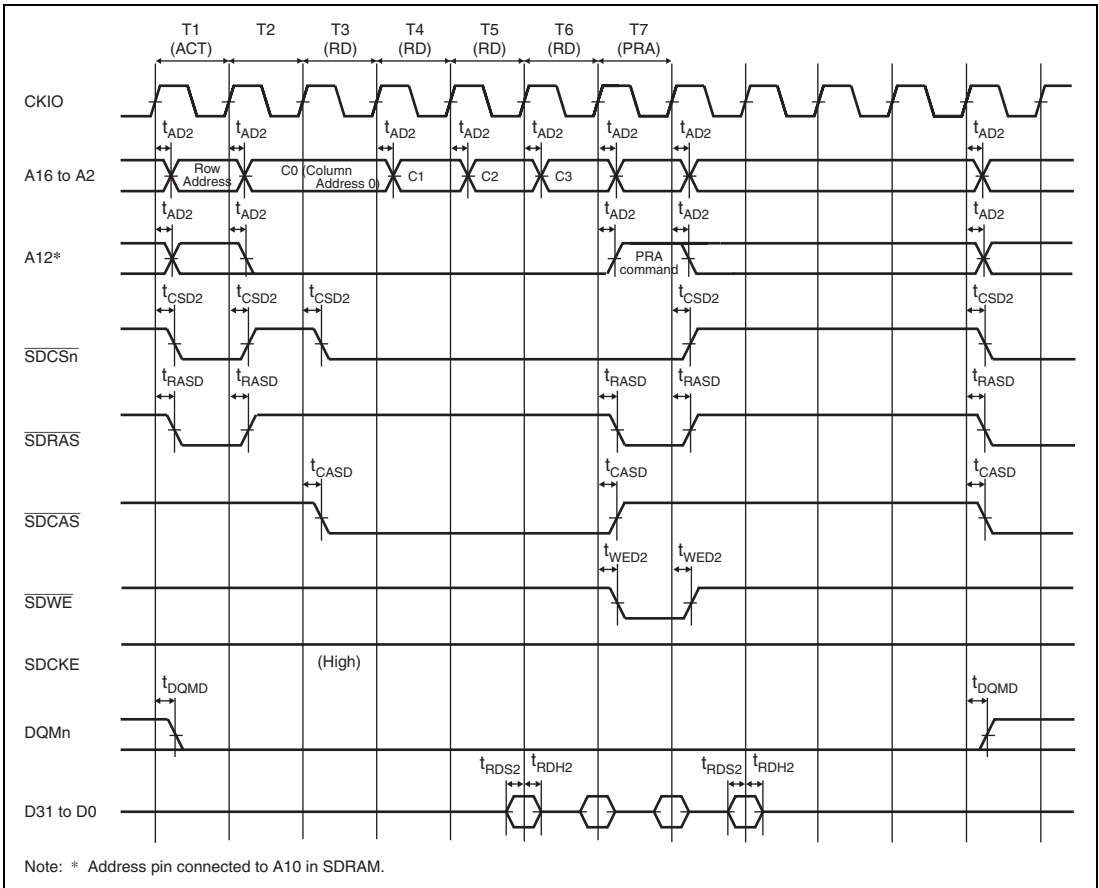 T1 T2 T3 T4 T5 T6 T7
(ACT) (RD) (RD) (RD) (RD) (PRA)
CKIO
tAD2 tAD2 tAD2 tAD2 tAD2 tAD2 tAD2 tAD2
A16 to A2 Row Address C0 (Column Address 0) C1 C2 C3
tAD2 tAD2 tAD2 tAD2 tAD2
A12* PRA command
tCSD2 tCSD2 tCSD2 tCSD2 tCSD2
SDCSn
tRASD tRASD tRASD tRASD tRASD
SDRAS
tCASD tCASD tCASD
SDCAS
tWED2 tWED2
SDWE
SDCKE (High)
tDQMD tDQMD
DQMn
tRDS2 tRDH2 tRDS2 tRDH2
D31 to D0
Note: * Address pin connected to A10 in SDRAM.